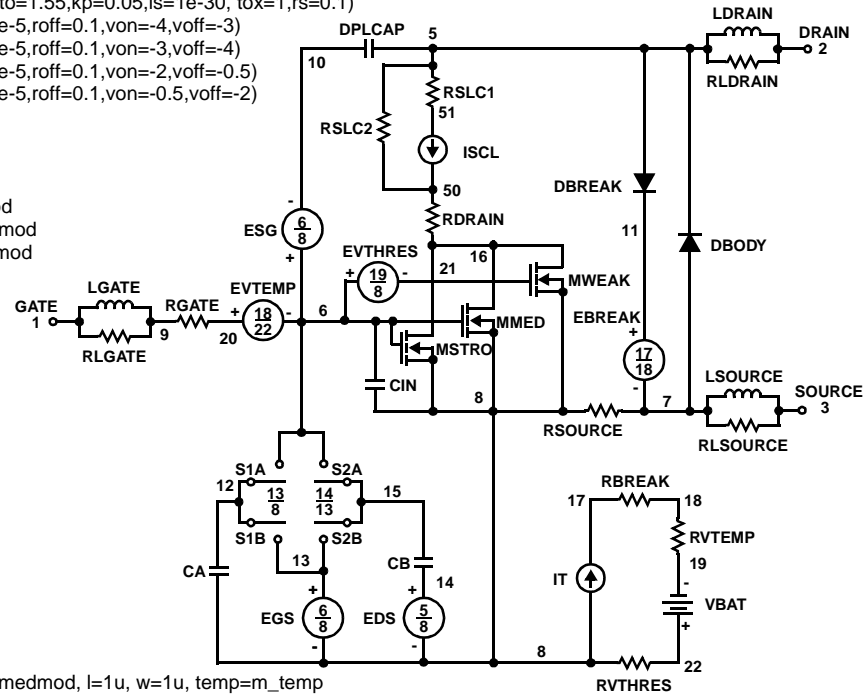 to=1.55,kp=0.05,is=1e-30, tox=1,rs=0.1)
e-5,roff=0.1,von=-4,voff=-3)
e-5,roff=0.1,von=-3,voff=-4)
e-5,roff=0.1,von=-2,voff=-0.5)
e-5,roff=0.1,von=-0.5,voff=-2)
LDRAIN
DPLCAP
5
DRAIN
2
10
RLDRAIN
RSLC1
51
RSLC2
ISCL
50
DBREAK
RDRAIN
mod
mod
ESG
6
8
-
+
11
DBODY
EVTHRES
16
21
+ 19 -
8
MWEAK
LGATE
EVTEMP
GATE
1
RGATE
6
+ 18 -
22
EBREAK
MMED
9
20
+
17
18
-
RLGATE
MSTRO
LSOURCE
CIN
8
7
SOURCE
3
RSOURCE
RLSOURCE
S1A
S2A
12
13
8
14
13
15
RBREAK
17
18
S1B
S2B
RVTEMP
13
CB
19
CA
14
IT
-
VBAT
+
+
EGS
6
8
-
+
EDS
5
8
-
8
22
RVTHRES
medmod, l=1u, w=1u, temp=m_temp